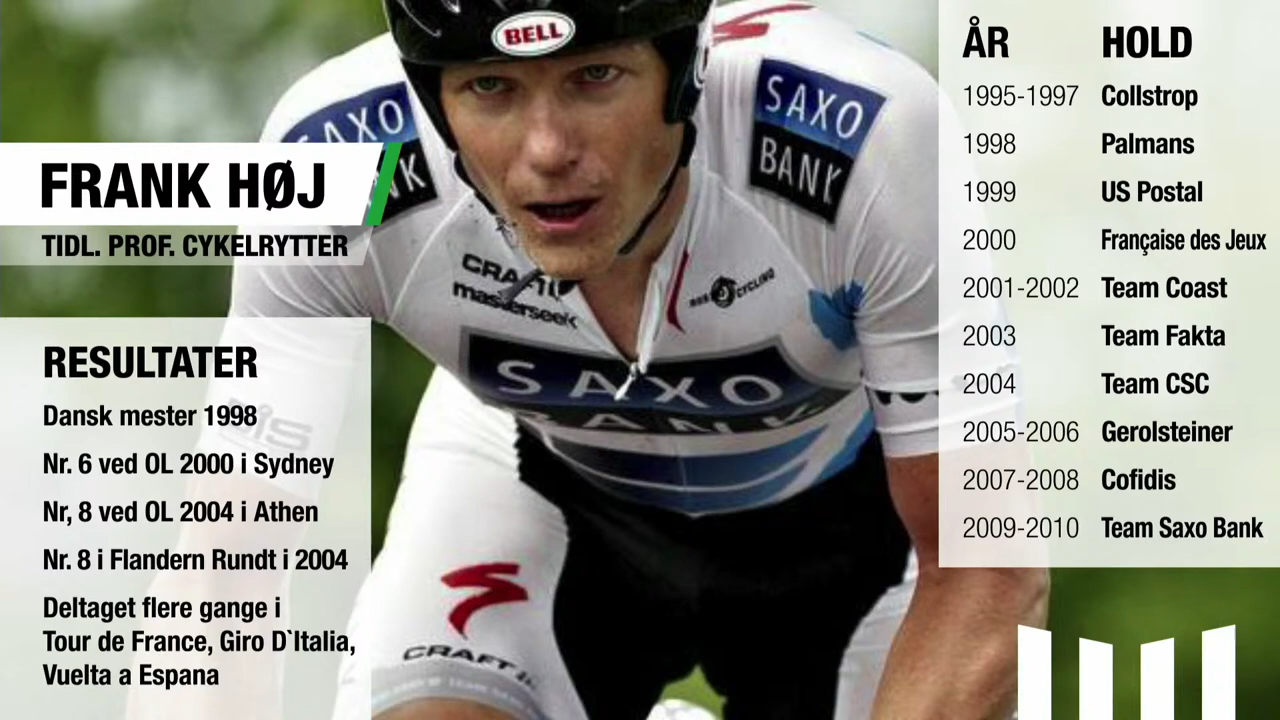 FRANK HØJ
TIDL. PROF. CYKELRYTTER
RESULTATER
Dansk mester 1998
Nr. 6 ved OL 2000 i Sydney
Nr, 8 ved OL 2004 i Athen
Nr. 8 i Flandern Rundt i 2004
Deltaget flere gange i
Tour de France, Giro D`Italia,
Vuelta a Espana
ÅR HOLD
1995-1997 Collstrop
1998 Palmans
1999 US Postal
2000 Française des Jeux
2001-2002 Team Coast
2003 Team Fakta
2004 Team CSC
2005-2006 Gerolsteiner
2007-2008 Cofidis
2009-2010 Team Saxo Bank
BELL
SAXO
SAXO
BANK
CRAFT
masterseek
CYCLING
SAXO
BANK
CRAFT